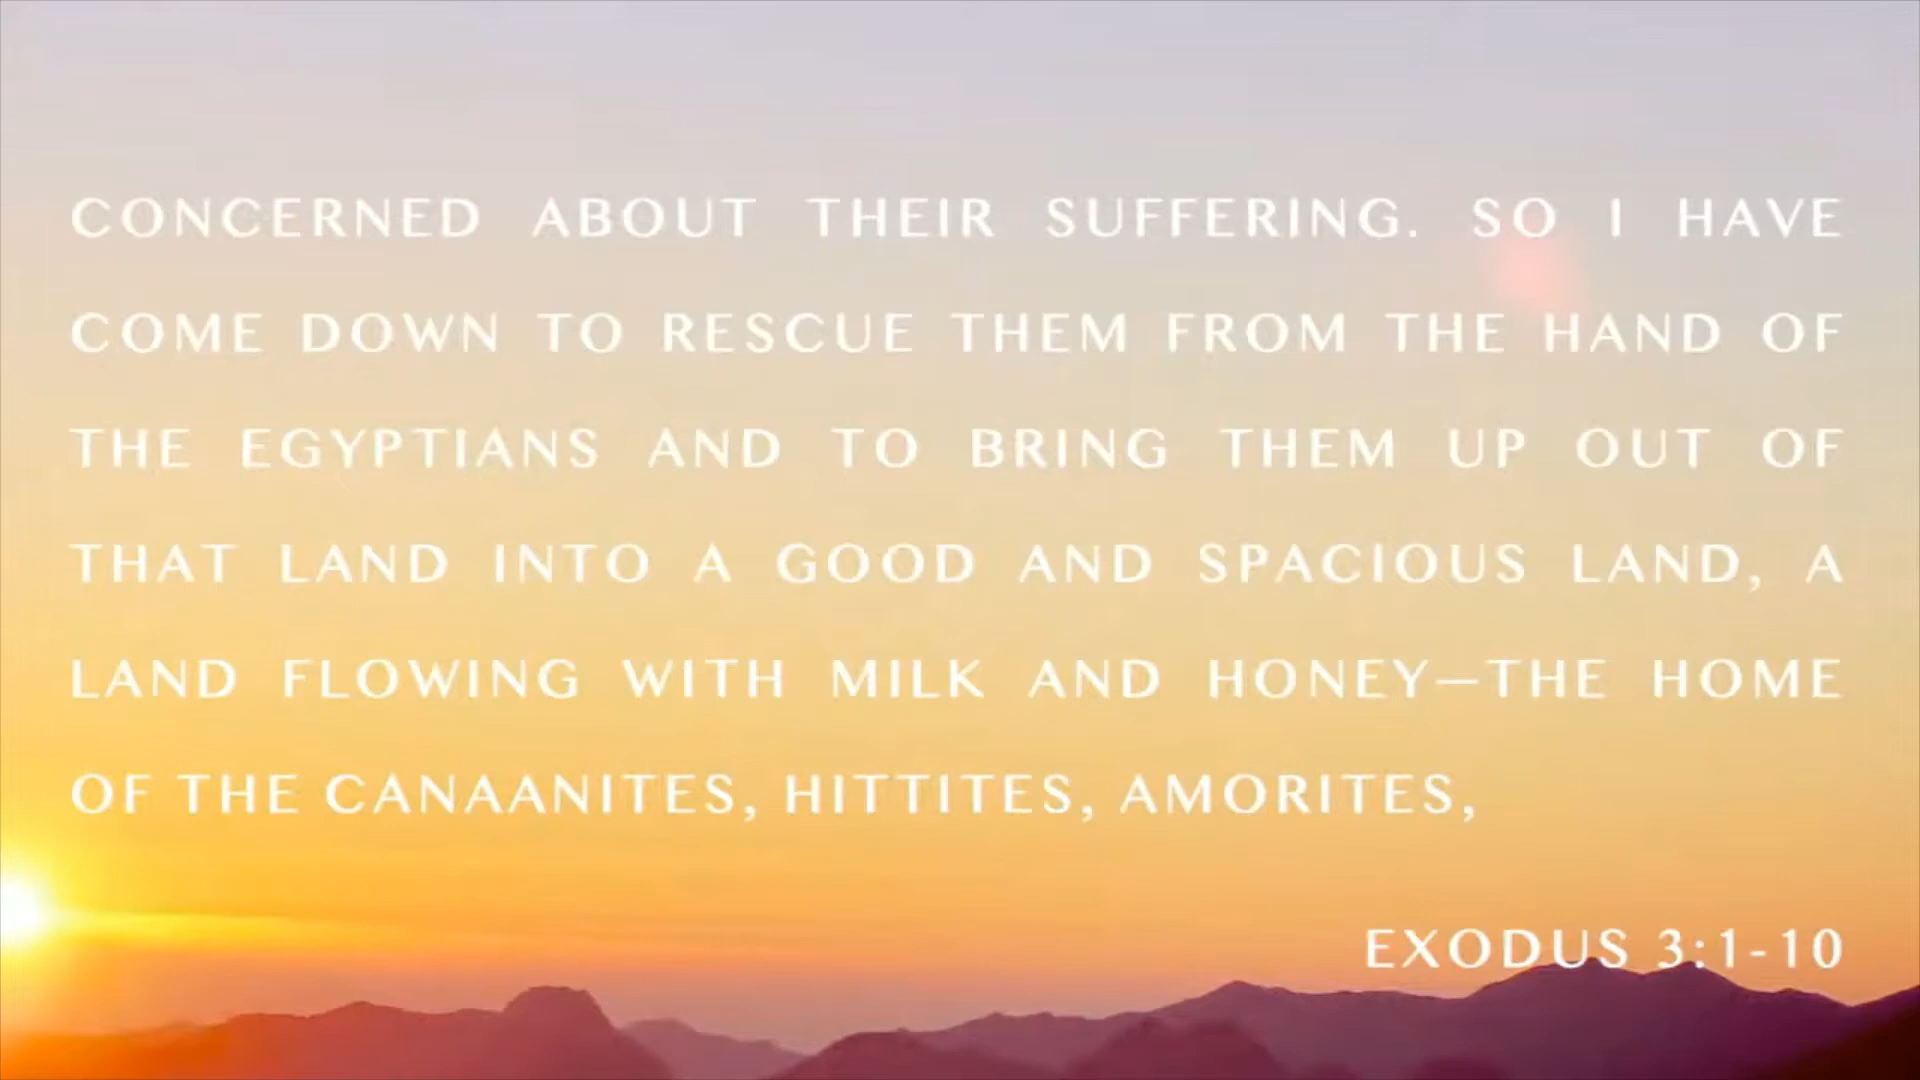 CONCERNED ABOUT THEIR SUFFERING. SO I HAVE
COME DOWN TO RESCUE THEM FROM THE HAND OF
THE EGYPTIANS AND TO BRING THEM UP OUT OF
THAT LAND INTO A GOOD AND SPACIOUS LAND, A
LAND FLOWING WITH MILK AND HONEY—THE HOME
OF THE CANAANITES, HITTITES, AMORITES,
EXODUS 3:1-10